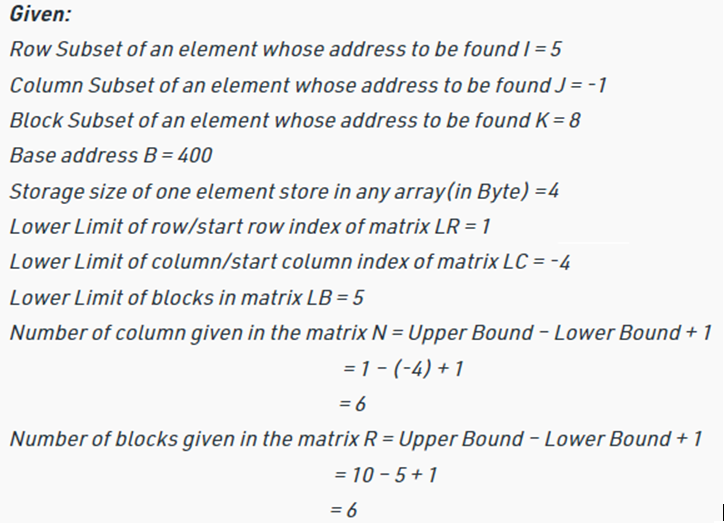 Given:
Row Subset of an element whose address to be found I = 5
Column Subset of an element whose address to be found J = -1
Block Subset of an element whose address to be found K = 8
Base address B = 400
Storage size of one element store in any array(in Byte) =4
Lower Limit of row/start row index of matrix LR = 1
Lower Limit of column/start column index of matrix LC = -4
Lower Limit of blocks in matrix LB = 5
Number of column given in the matrix N = Upper Bound – Lower Bound + 1
= 1 – (-4) + 1
= 6
Number of blocks given in the matrix R = Upper Bound – Lower Bound + 1
= 10 – 5 + 1
= 6